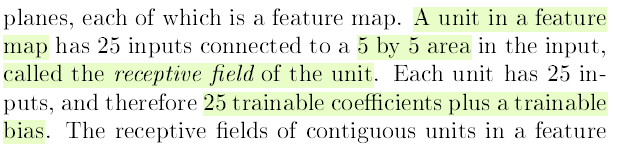 planes, each of which is a feature map. A unit in a feature
map has 25 inputs connected to a 5 by 5 area in the input,
called the receptive field of the unit. Each unit has 25 in-
puts, and therefore 25 trainable coefficients plus a trainable
bias. The receptive fields of contiguous units in a feature